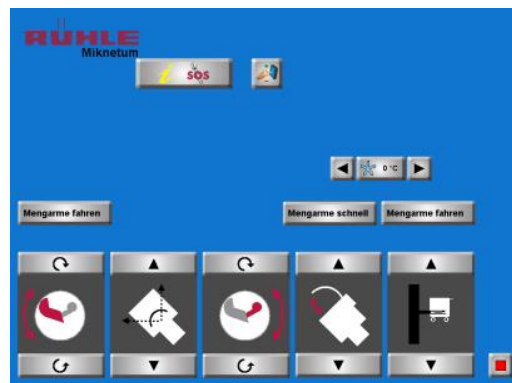 RÜHLE
Miknetum
i SOS
0 °C
Mengarme fahren
Mengarme schnell
Mengarme fahren